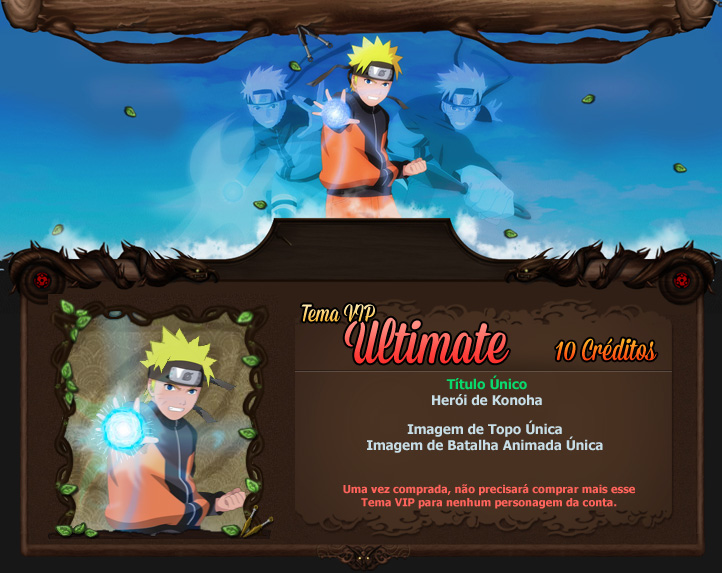 Tema VIP
Ultimate
10 Créditos
Título Único
Herói de Konoha
Imagem de Topo Única
Imagem de Batalha Animada Única
Uma vez comprada, não precisará comprar mais esse
Tema VIP para nenhum personagem da conta.